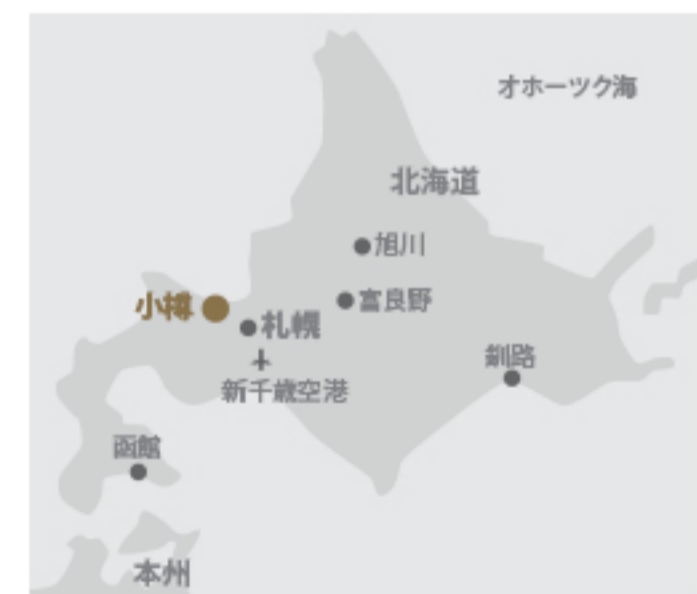 オホーツク海
北海道
旭川
富良野
小樽
札幌
釧路
新千歳空港
函館
本州